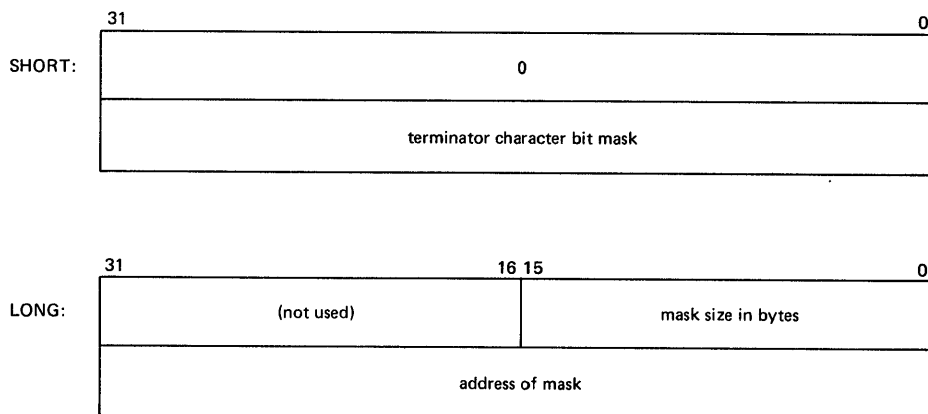 31 0
SHORT: 0
terminator character bit mask
31 16 15 0
LONG: (not used) mask size in bytes
address of mask